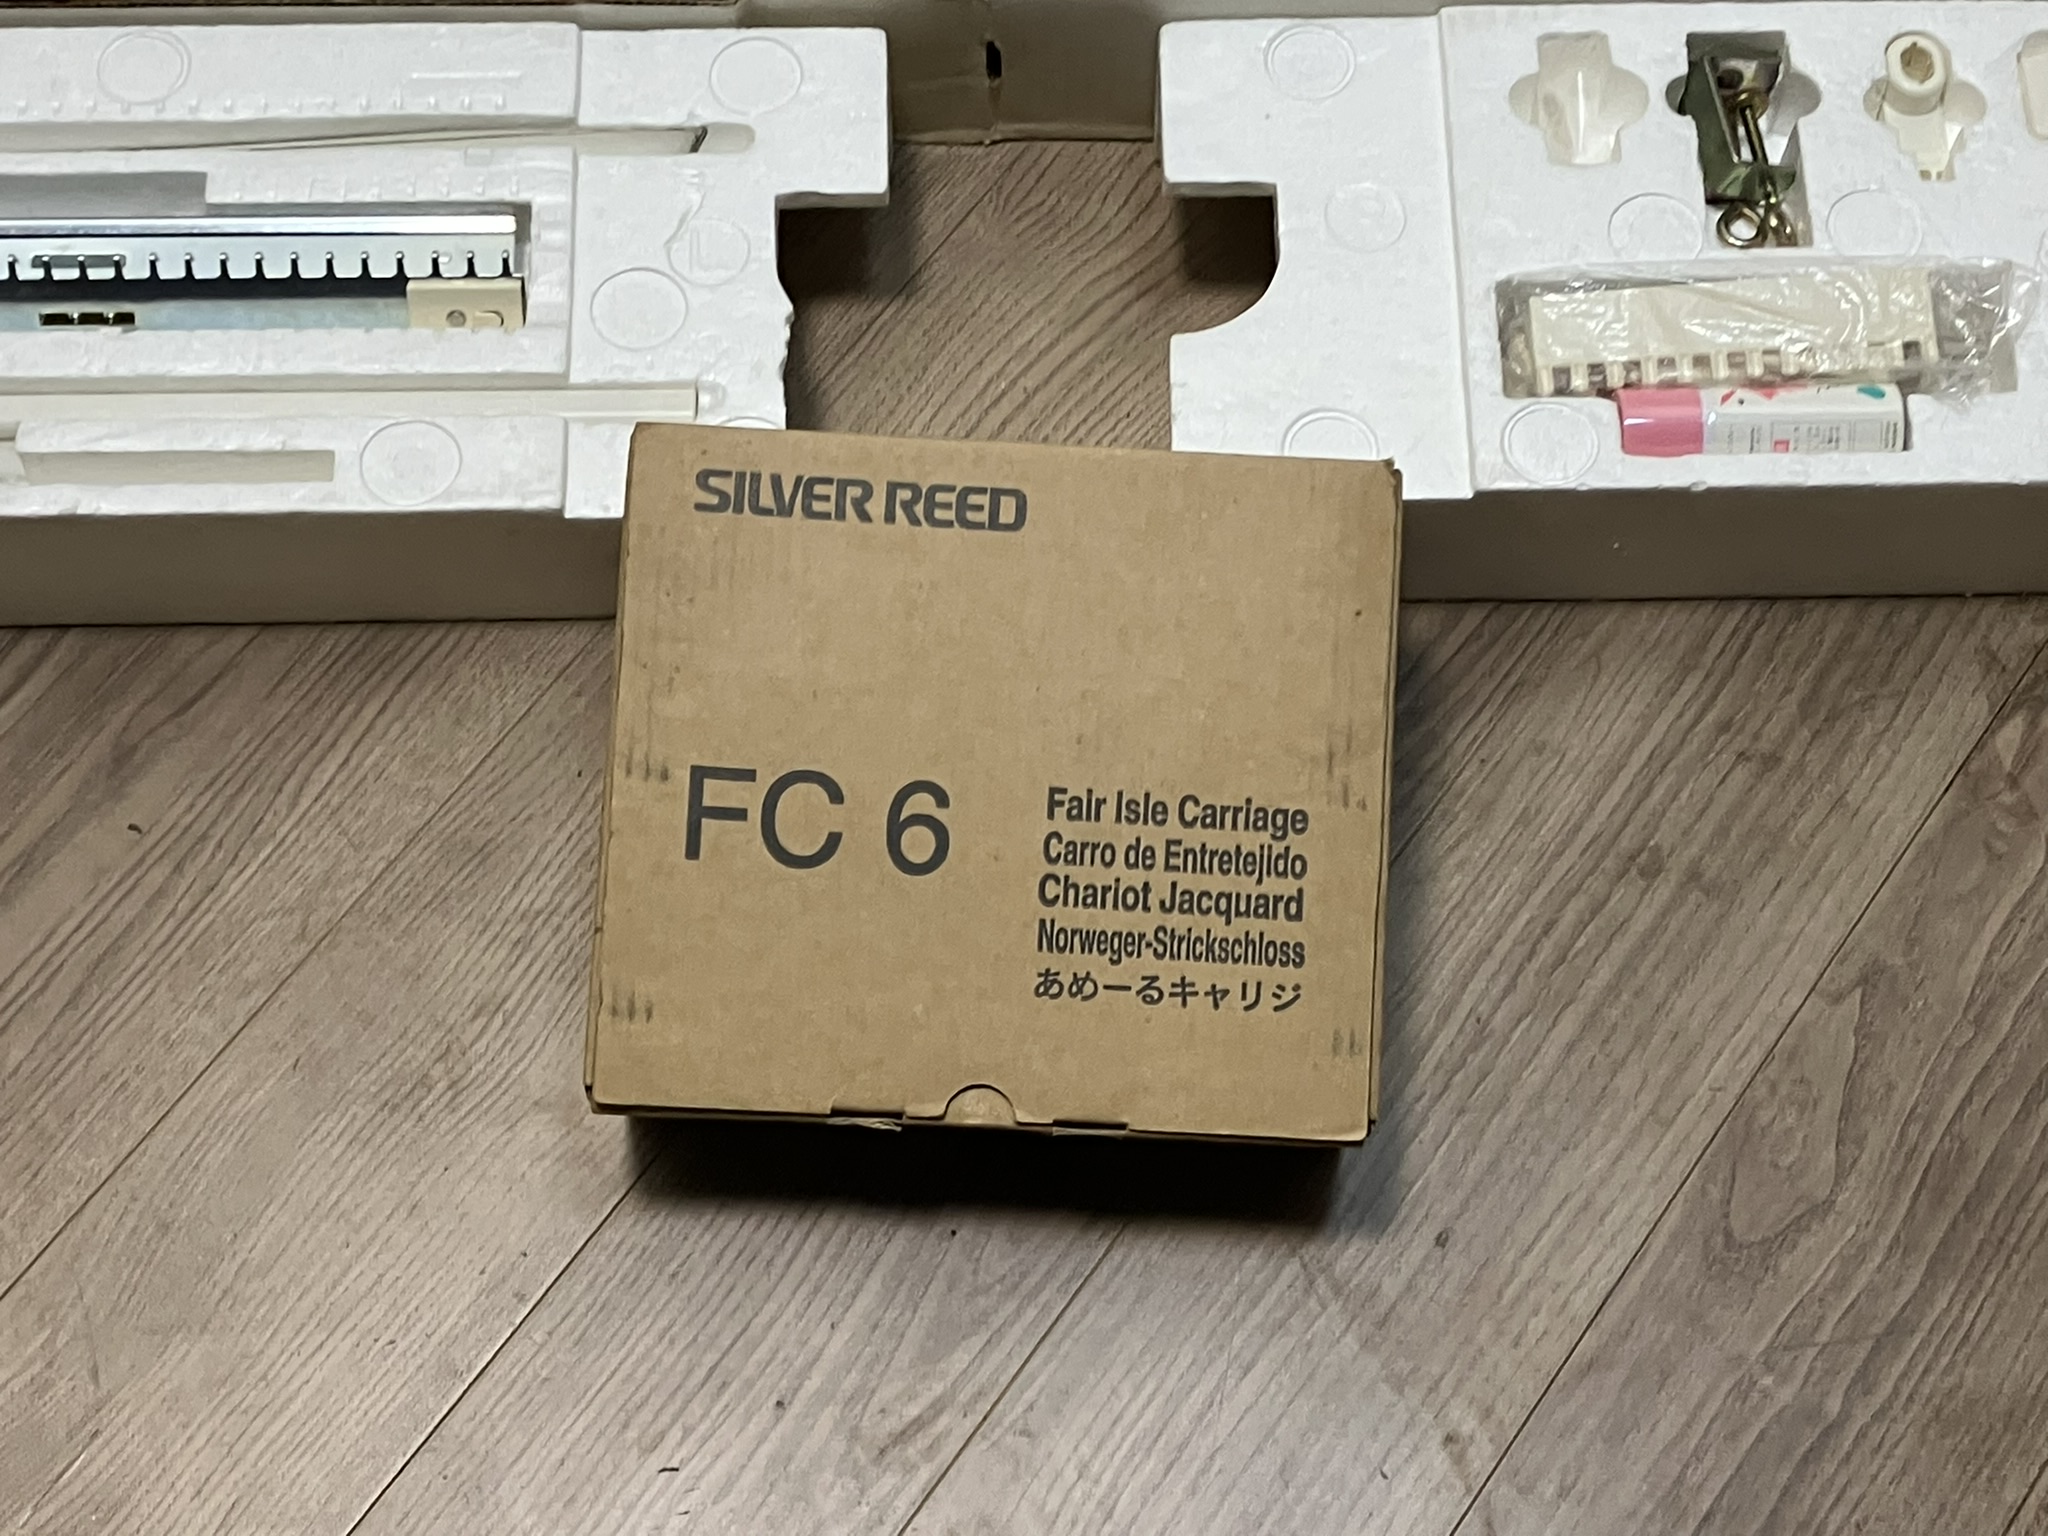 SILVER REED
FC 6
Fair Isle Carriage
Carro de Entretejido
Chariot Jacquard
Norweger-Strickschloss
あめーるキャリジ